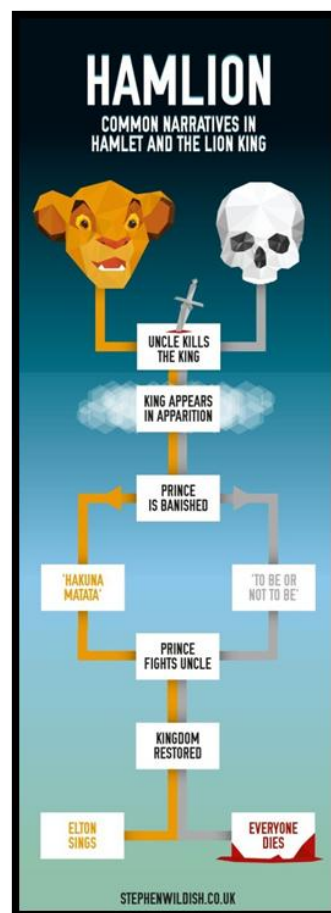 HAMLION
COMMON NARRATIVES IN
HAMLET AND THE LION KING
UNCLE KILLS
THE KING
KING APPEARS
IN APPARITION
PRINCE
IS BANISHED
'HAKUNA
MATATA'
'TO BE OR
NOT TO BE'
PRINCE
FIGHTS UNCLE
KINGDOM
RESTORED
ELTON
SINGS
EVERYONE
DIES
STEPHENWILDISH.CO.UK